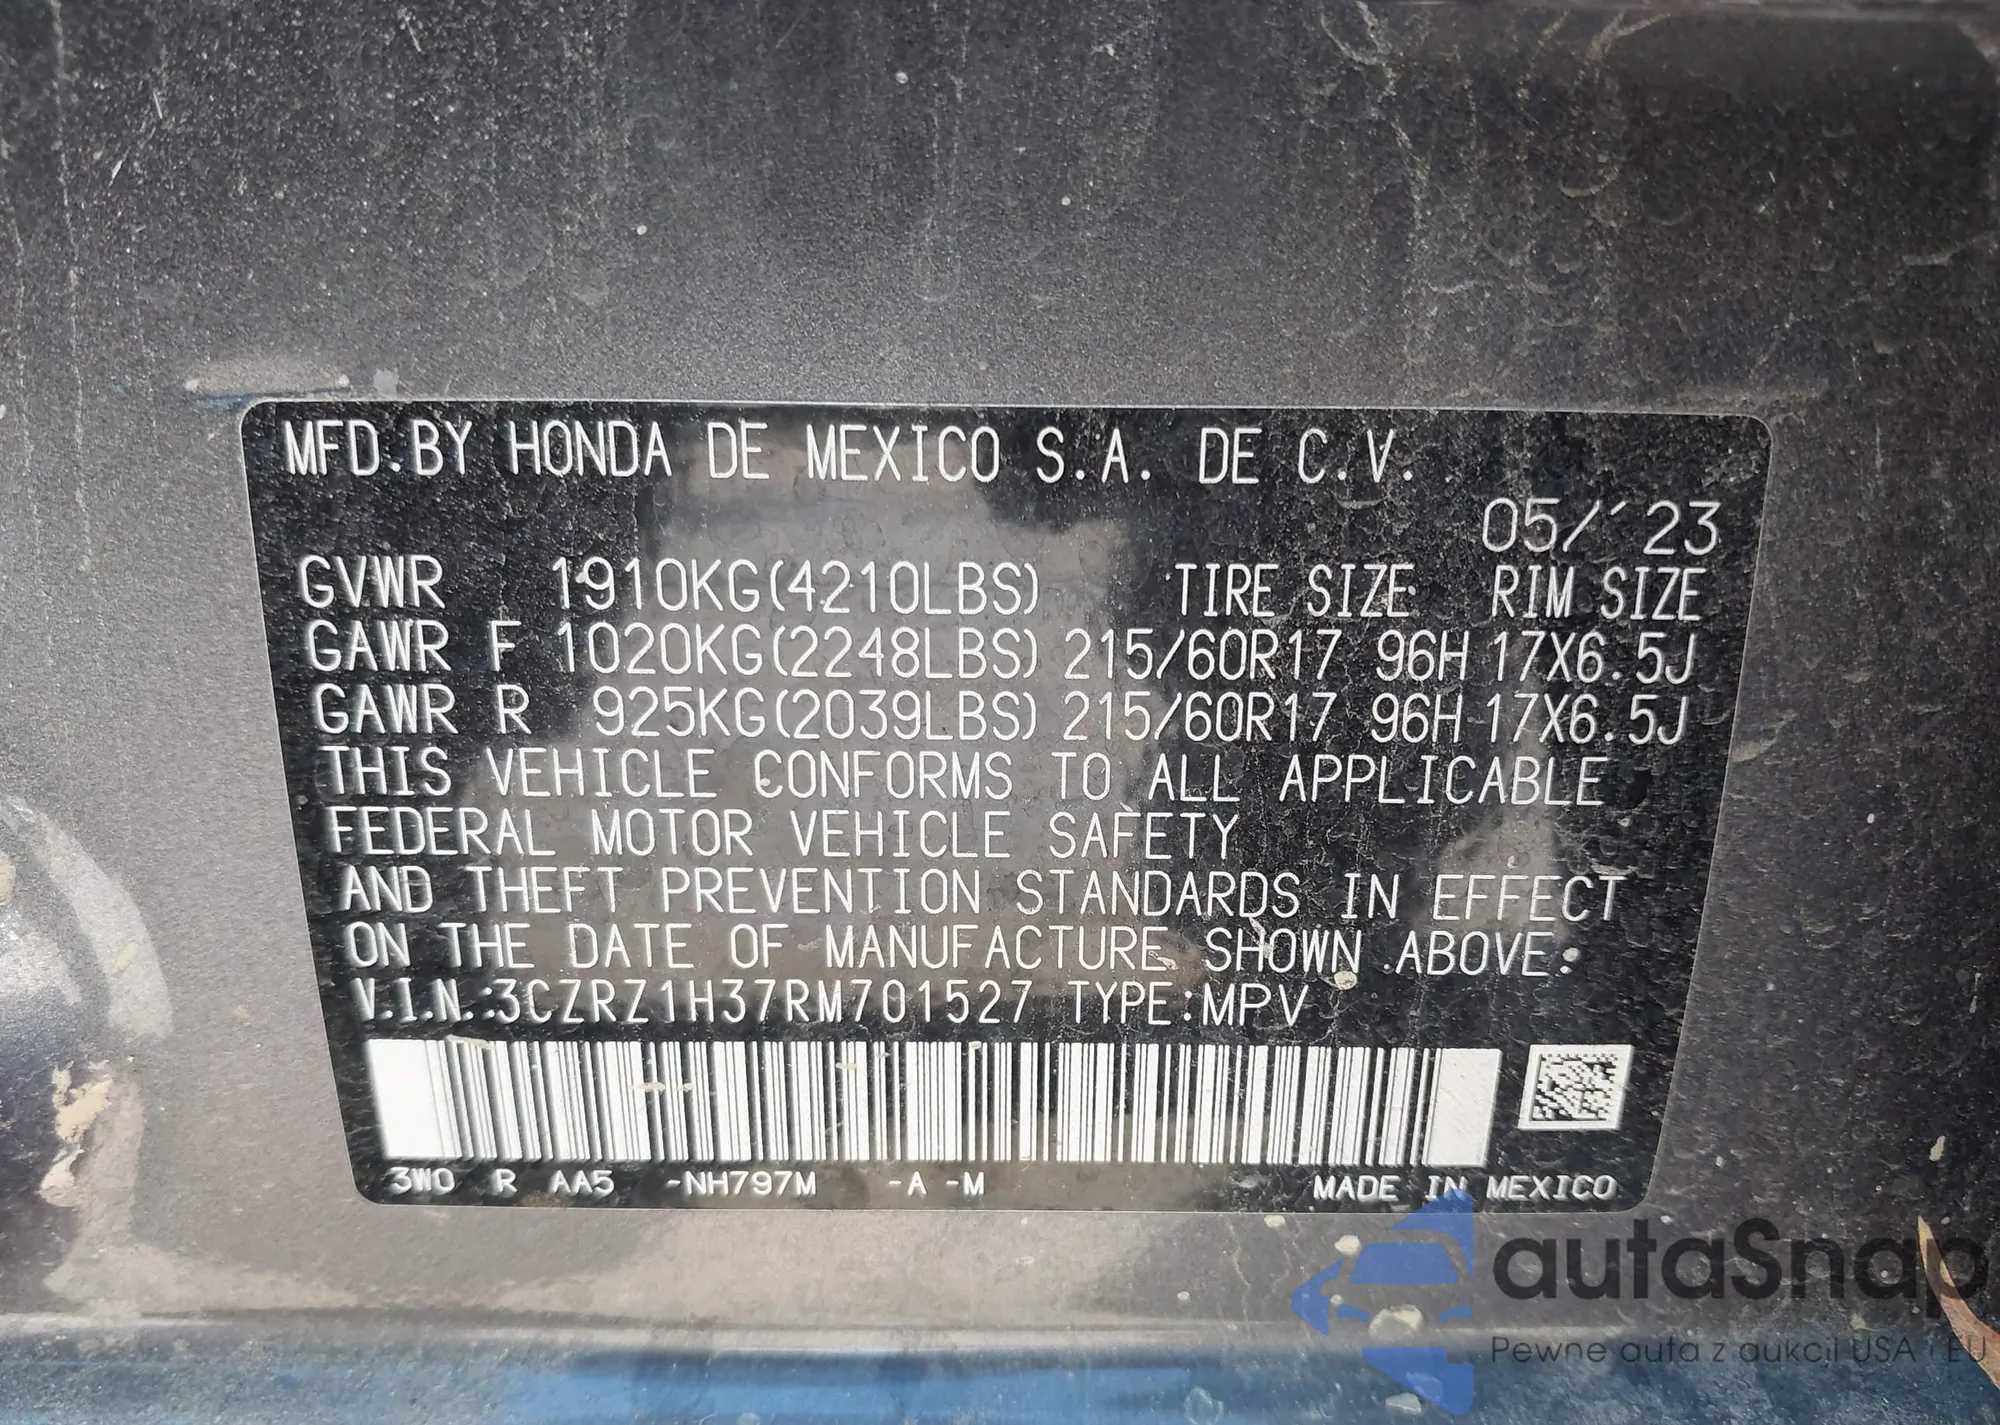 MFD.BY HONDA DE MEXICO S.A. DE C.V.
05/'23
GVWR 1910KG(4210LBS) TIRE SIZE RIM SIZE
GAWR F 1020KG(2248LBS) 215/60R17 96H 17X6.5J
GAWR R 925KG(2039LBS) 215/60R17 96H 17X6.5J
THIS VEHICLE CONFORMS TO ALL APPLICABLE
FEDERAL MOTOR VEHICLE SAFETY
AND THEFT PREVENTION STANDARDS IN EFFECT
ON THE DATE OF MANUFACTURE SHOWN ABOVE:
V.I.N.:3CZRZ1H37RM701527 TYPE:MPV
3W0 R AA5 -NH797M -A -M MADE IN MEXICO
autaSnap
Pewne auta z aukcji USA i EU